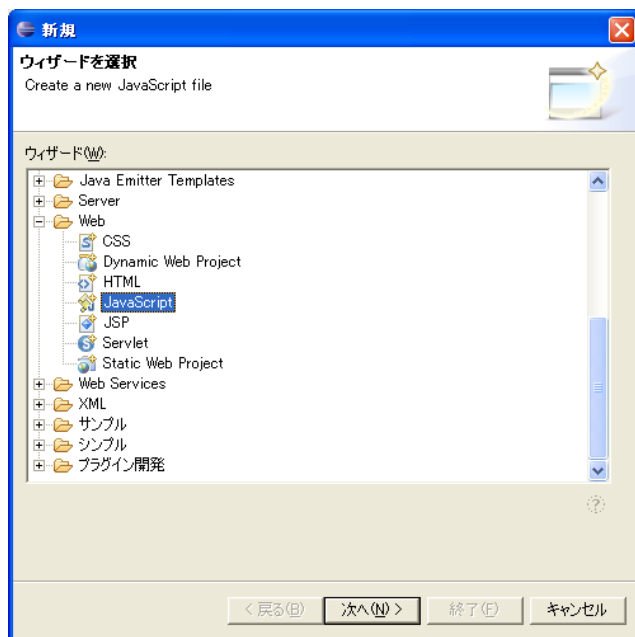 新規
ウィザードを選択
Create a new JavaScript file
ウィザード(W):
Java Emitter Templates
Server
Web
CSS
Dynamic Web Project
HTML
JavaScript
JSP
Servlet
Static Web Project
Web Services
XML
サンプル
シンプル
プラグイン開発
< 戻る(B) 次へ(N) > 終了(F) キャンセル